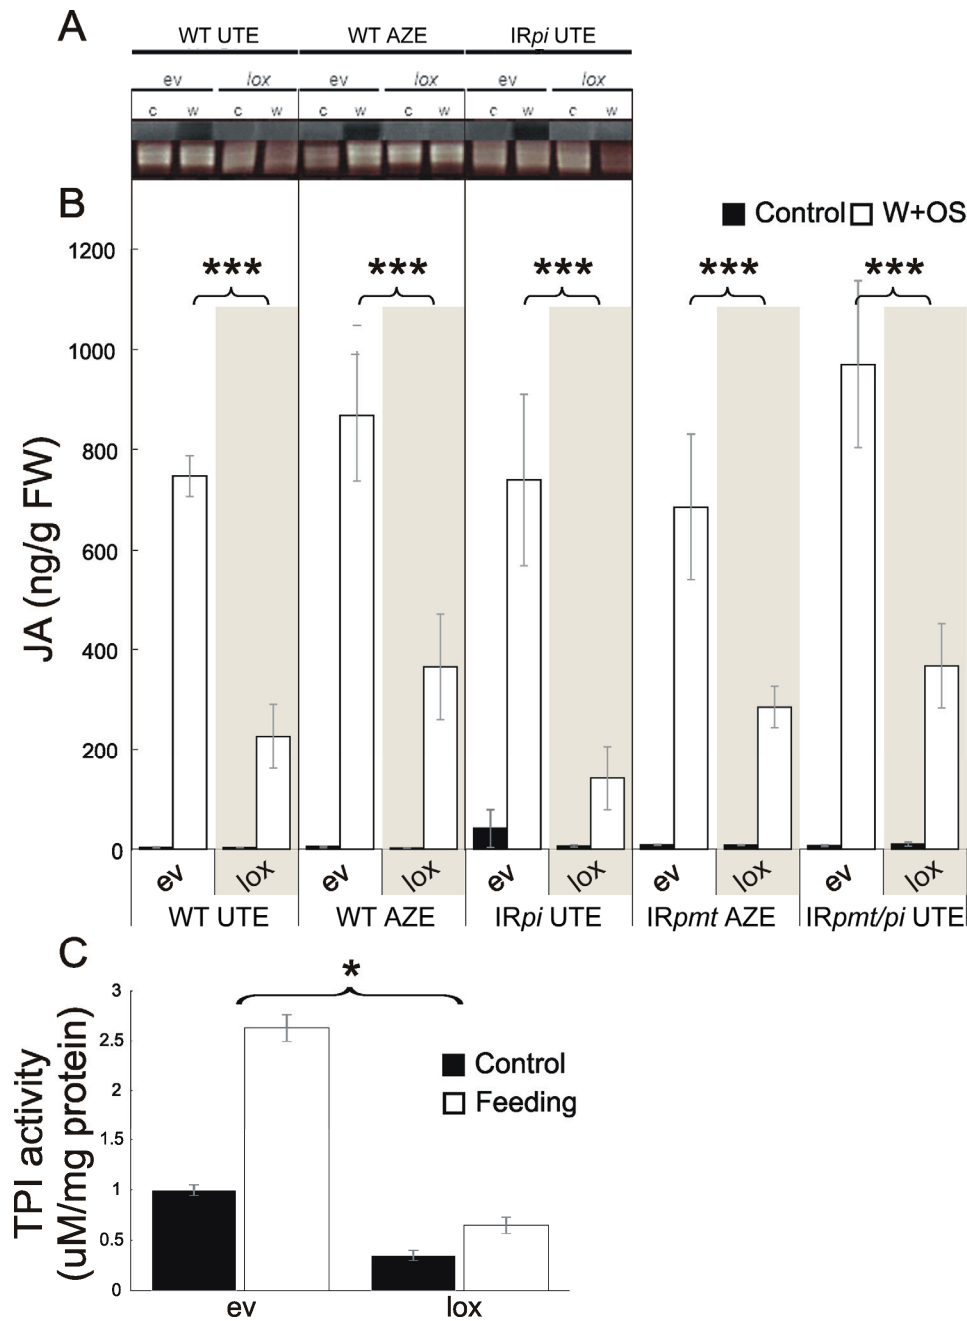 A
WT UTE WT AZE IRpi UTE
ev lox ev lox ev lox
c w c w c w c w c w c w
B
Control W+OS
1200
*** *** *** *** ***
1000
800
600
400
200
0
JA (ng/g FW)
ev lox ev lox ev lox ev lox ev lox
WT UTE WT AZE IRpi UTE IRpmt AZE IRpmt/pi UTE
C
*
3
2.5
2
1.5
1
0.5
0
TPI activity
(uM/mg protein)
Control
Feeding
ev lox